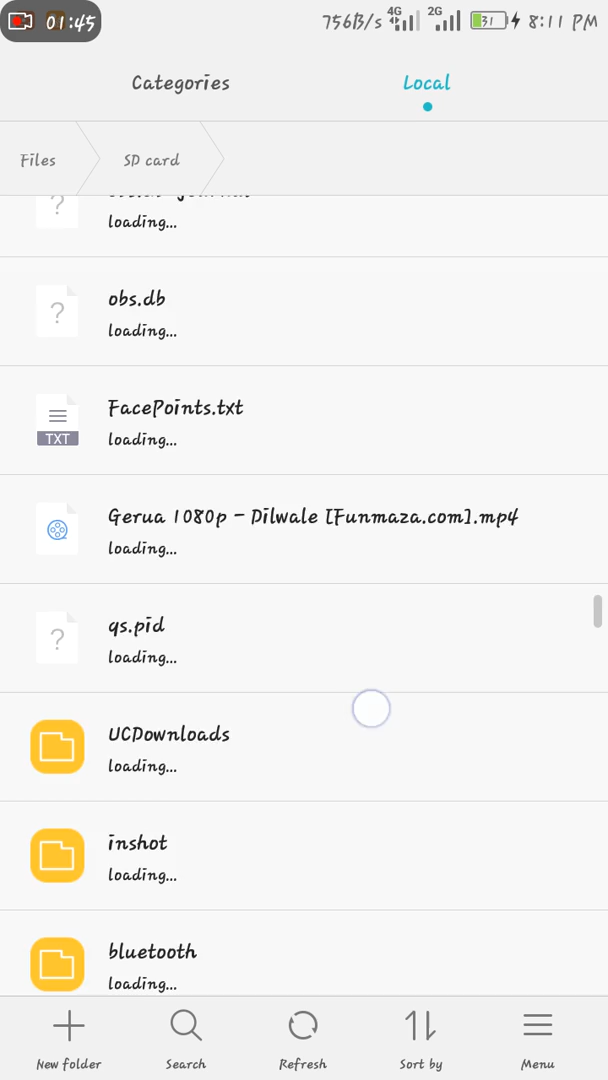 01:45 756B/s 4G 2G 31 8:11 PM
Categories Local
Files SD card
loading...
?
obs.db
loading...
?
FacePoints.txt
loading...
TXT
Gerua 1080p - Dilwale [Funmaza.com].mp4
loading...
qs.pid
loading...
?
UCDownloads
loading...
inshot
loading...
bluetooth
loading...
New folder Search Refresh Sort by Menu